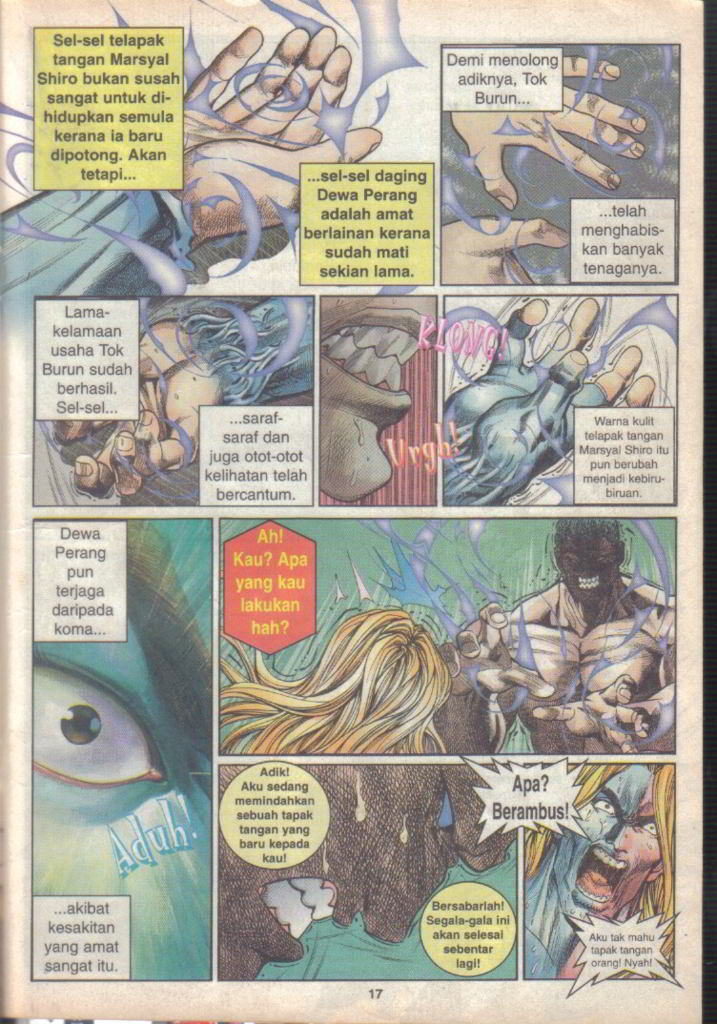 Sel-sel telapak
tangan Marsyal
Shiro bukan susah
sangat untuk di-
hidupkan semula
kerana ia baru
dipotong. Akan
tetapi...
...sel-sel daging
Dewa Perang
adalah amat
berlainan kerana
sudah mati
sekian lama.
Demi menolong
adiknya, Tok
Burun...
...telah
menghabis-
kan banyak
tenaganya.
Lama-
kelamaan
usaha Tok
Burun sudah
berhasil.
Sel-sel...
...saraf-
saraf dan
juga otot-otot
kelihatan telah
bercantum.
KLONG!
Urgh!
Warna kulit
telapak tangan
Marsyal Shiro itu
pun berubah
menjadi kebiru-
biruan.
Dewa
Perang
pun
terjaga
daripada
koma...
Aduh!
...akibat
kesakitan
yang amat
sangat itu.
Ah!
Kau? Apa
yang kau
lakukan
hah?
Adik!
Aku sedang
memindahkan
sebuah tapak
tangan yang
baru kepada
kau!
Bersabarlah!
Segala-gala ini
akan selesai
sebentar
lagi!
Apa?
Berambus!
Aku tak mahu
tapak tangan
orang! Nyah!
17